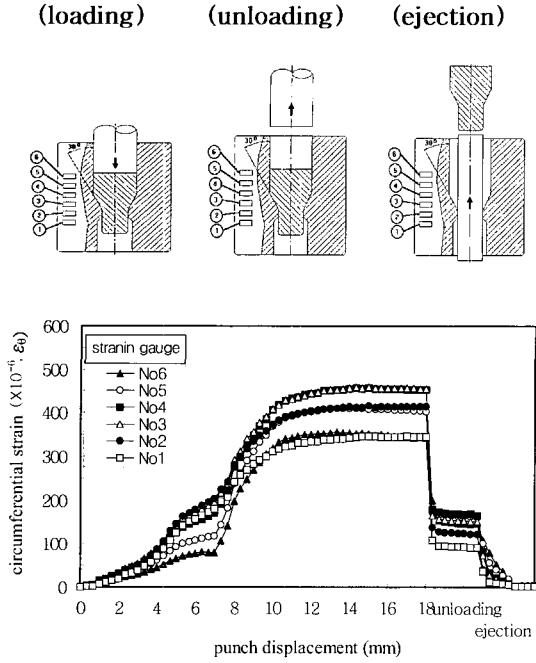 (loading) (unloading) (ejection)
30° 30° 30°
6 6 6
5 5 5
4 4 4
3 3 3
2 2 2
1 1 1
circumferential strain (×10⁻⁶, εθ)
600
500
400
300
200
100
0
stranin gauge
No6
No5
No4
No3
No2
No1
0 2 4 6 8 10 12 14 16 18 unloading
ejection
punch displacement (mm)